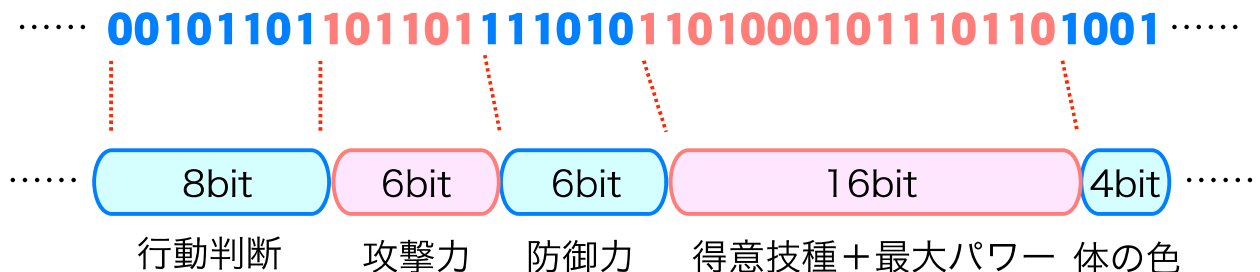 ……0010110110110111101011010001011101101001……
……8bit 6bit 6bit 16bit 4bit……
行動判断 攻撃力 防御力 得意技種＋最大パワー 体の色